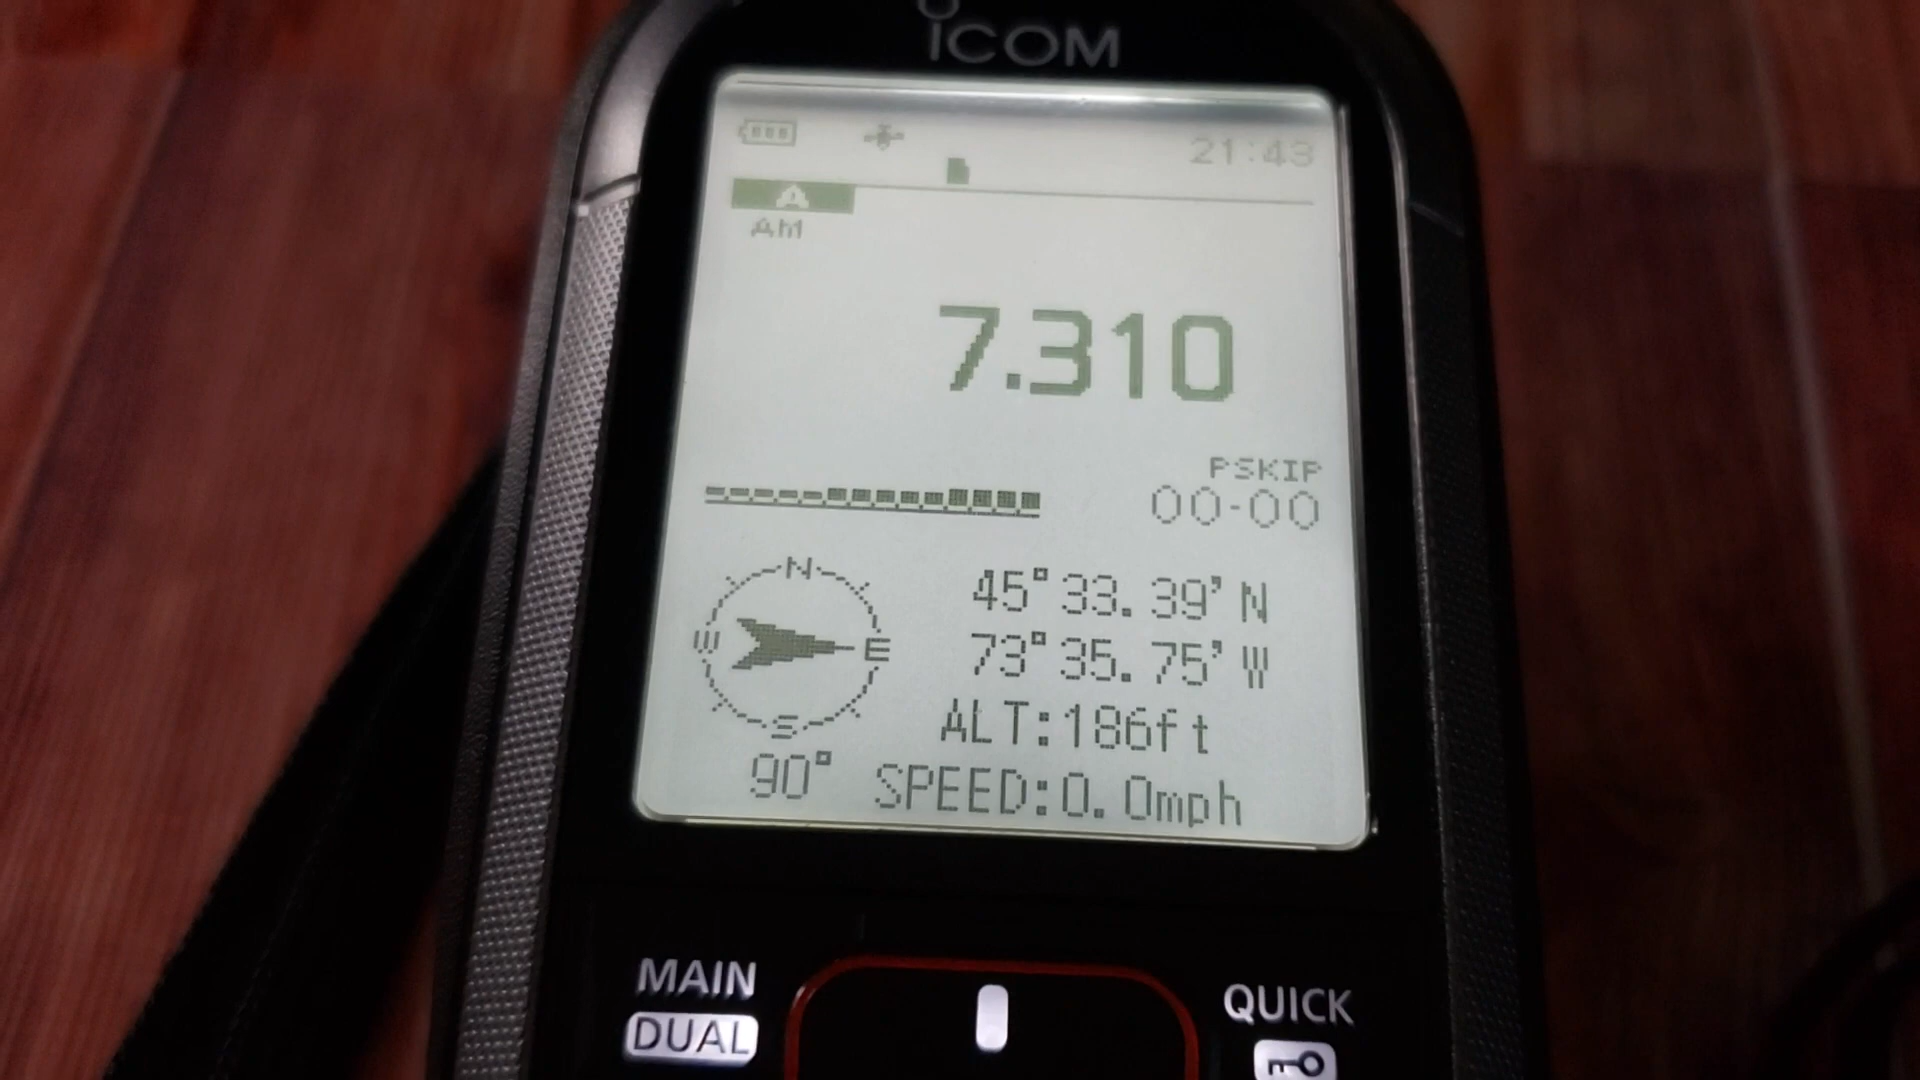 ICOM
21:43
A
AM
7.310
PSKIP
00-00
N
W E
S
45°33.39'N
73°35.75'W
ALT:186ft
90° SPEED:0.0mph
MAIN
DUAL
QUICK